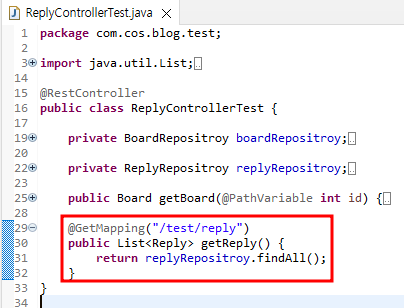 ReplyControllerTest.java
1 package com.cos.blog.test;
2
3 import java.util.List;
14
15 @RestController
16 public class ReplyControllerTest {
17
19 private BoardRepositroy boardRepositroy;
20
22 private ReplyRepositroy replyRepositroy;
24
25 public Board getBoard(@PathVariable int id) {
28
29 @GetMapping("/test/reply")
30 public List<Reply> getReply() {
31 return replyRepositroy.findAll();
32 }
33 }
34